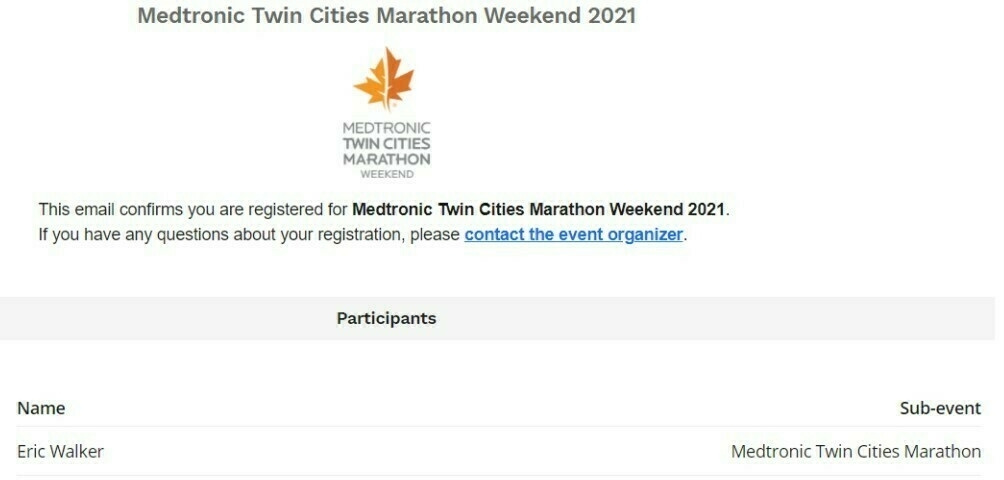 Medtronic Twin Cities Marathon Weekend 2021
MEDTRONIC
TWIN CITIES
MARATHON
WEEKEND
This email confirms you are registered for Medtronic Twin Cities Marathon Weekend 2021.
If you have any questions about your registration, please contact the event organizer.
Participants
Name Sub-event
Eric Walker Medtronic Twin Cities Marathon